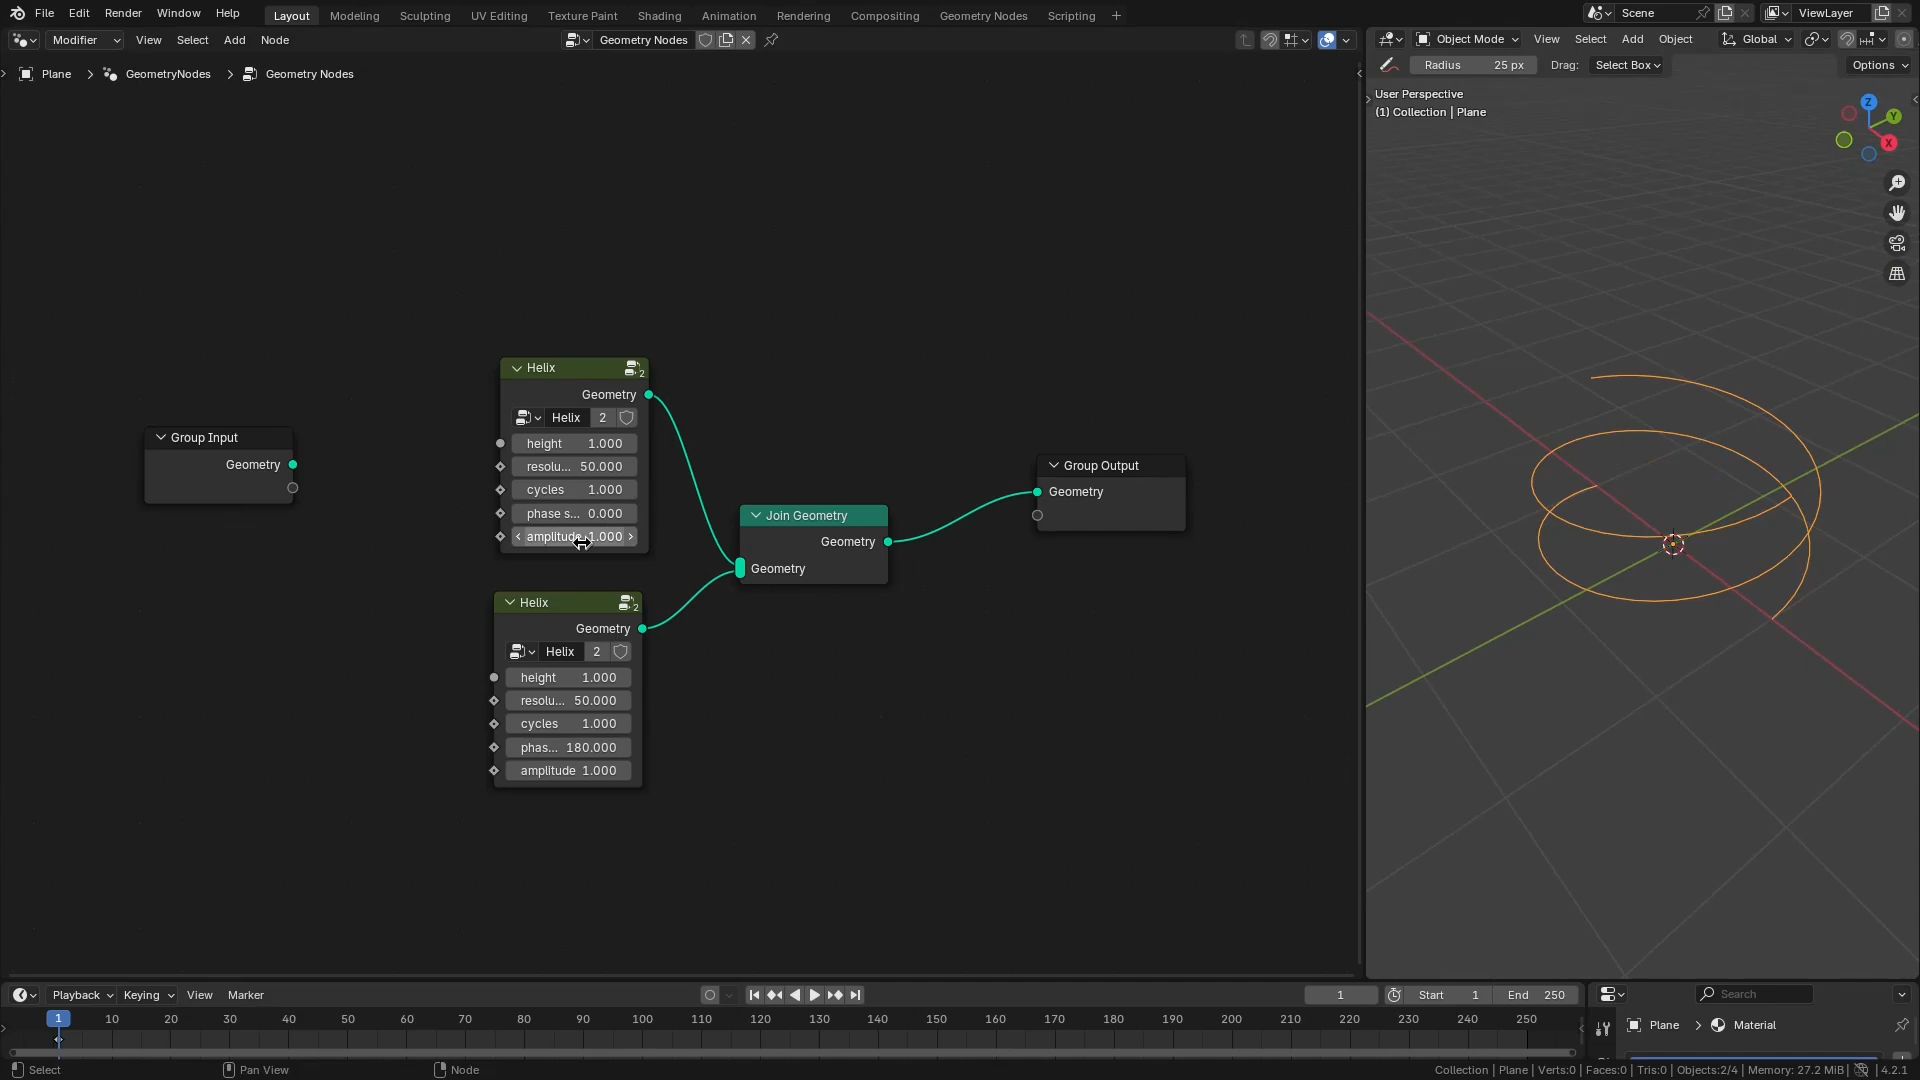 File Edit Render Window Help Layout Modeling Sculpting UV Editing Texture Paint Shading Animation Rendering Compositing Geometry Nodes Scripting + Scene ViewLayer
Modifier View Select Add Node Geometry Nodes Object Mode View Select Add Object Global
Radius 25 px Drag: Select Box Options
Plane > GeometryNodes > Geometry Nodes
User Perspective
(1) Collection | Plane
Z
Y
X
Group Input
Geometry
Helix
2
Geometry
Helix 2
height 1.000
resolu... 50.000
cycles 1.000
phase s... 0.000
amplitude 1.000
Helix
2
Geometry
Helix 2
height 1.000
resolu... 50.000
cycles 1.000
phas... 180.000
amplitude 1.000
Join Geometry
Geometry
Geometry
Group Output
Geometry
Playback Keying View Marker 1 Start 1 End 250 Search
1 10 20 30 40 50 60 70 80 90 100 110 120 130 140 150 160 170 180 190 200 210 220 230 240 250
Plane > Material
Select Pan View Node Collection | Plane | Verts:0 | Faces:0 | Tris:0 | Objects:2/4 | Memory: 27.2 MiB | 4.2.1